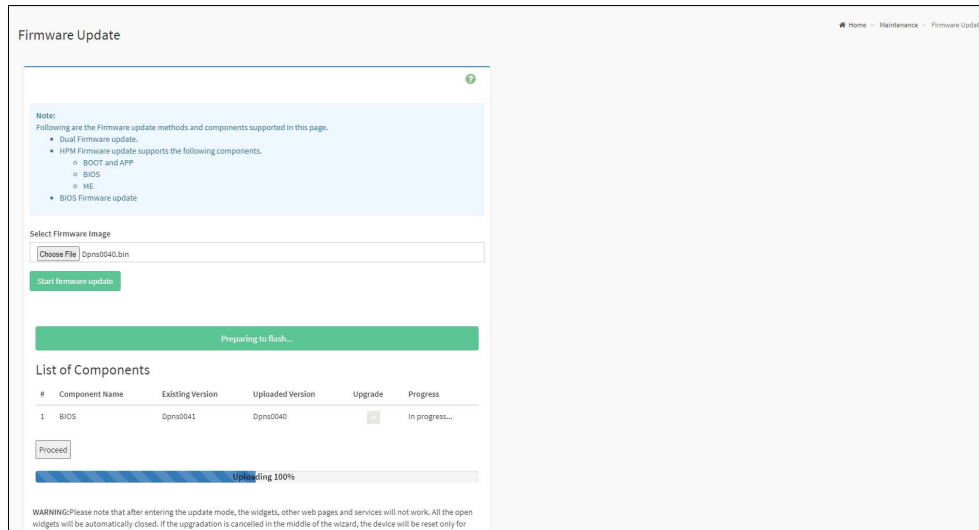 Home > Maintenance > Firmware Updat
Firmware Update
Note:
Following are the Firmware update methods and components supported in this page.
• Dual Firmware update.
• HPM Firmware update supports the following components.
○ BOOT and APP
○ BIOS
○ ME
• BIOS Firmware update
Select Firmware Image
Choose File Dpns0040.bin
Start firmware update
Preparing to flash...
List of Components
# Component Name Existing Version Uploaded Version Upgrade Progress
1 BIOS Dpns0041 Dpns0040 In progress...
Proceed
Uploading 100%
WARNING:Please note that after entering the update mode, the widgets, other web pages and services will not work. All the open
widgets will be automatically closed. If the upgradation is cancelled in the middle of the wizard, the device will be reset only for